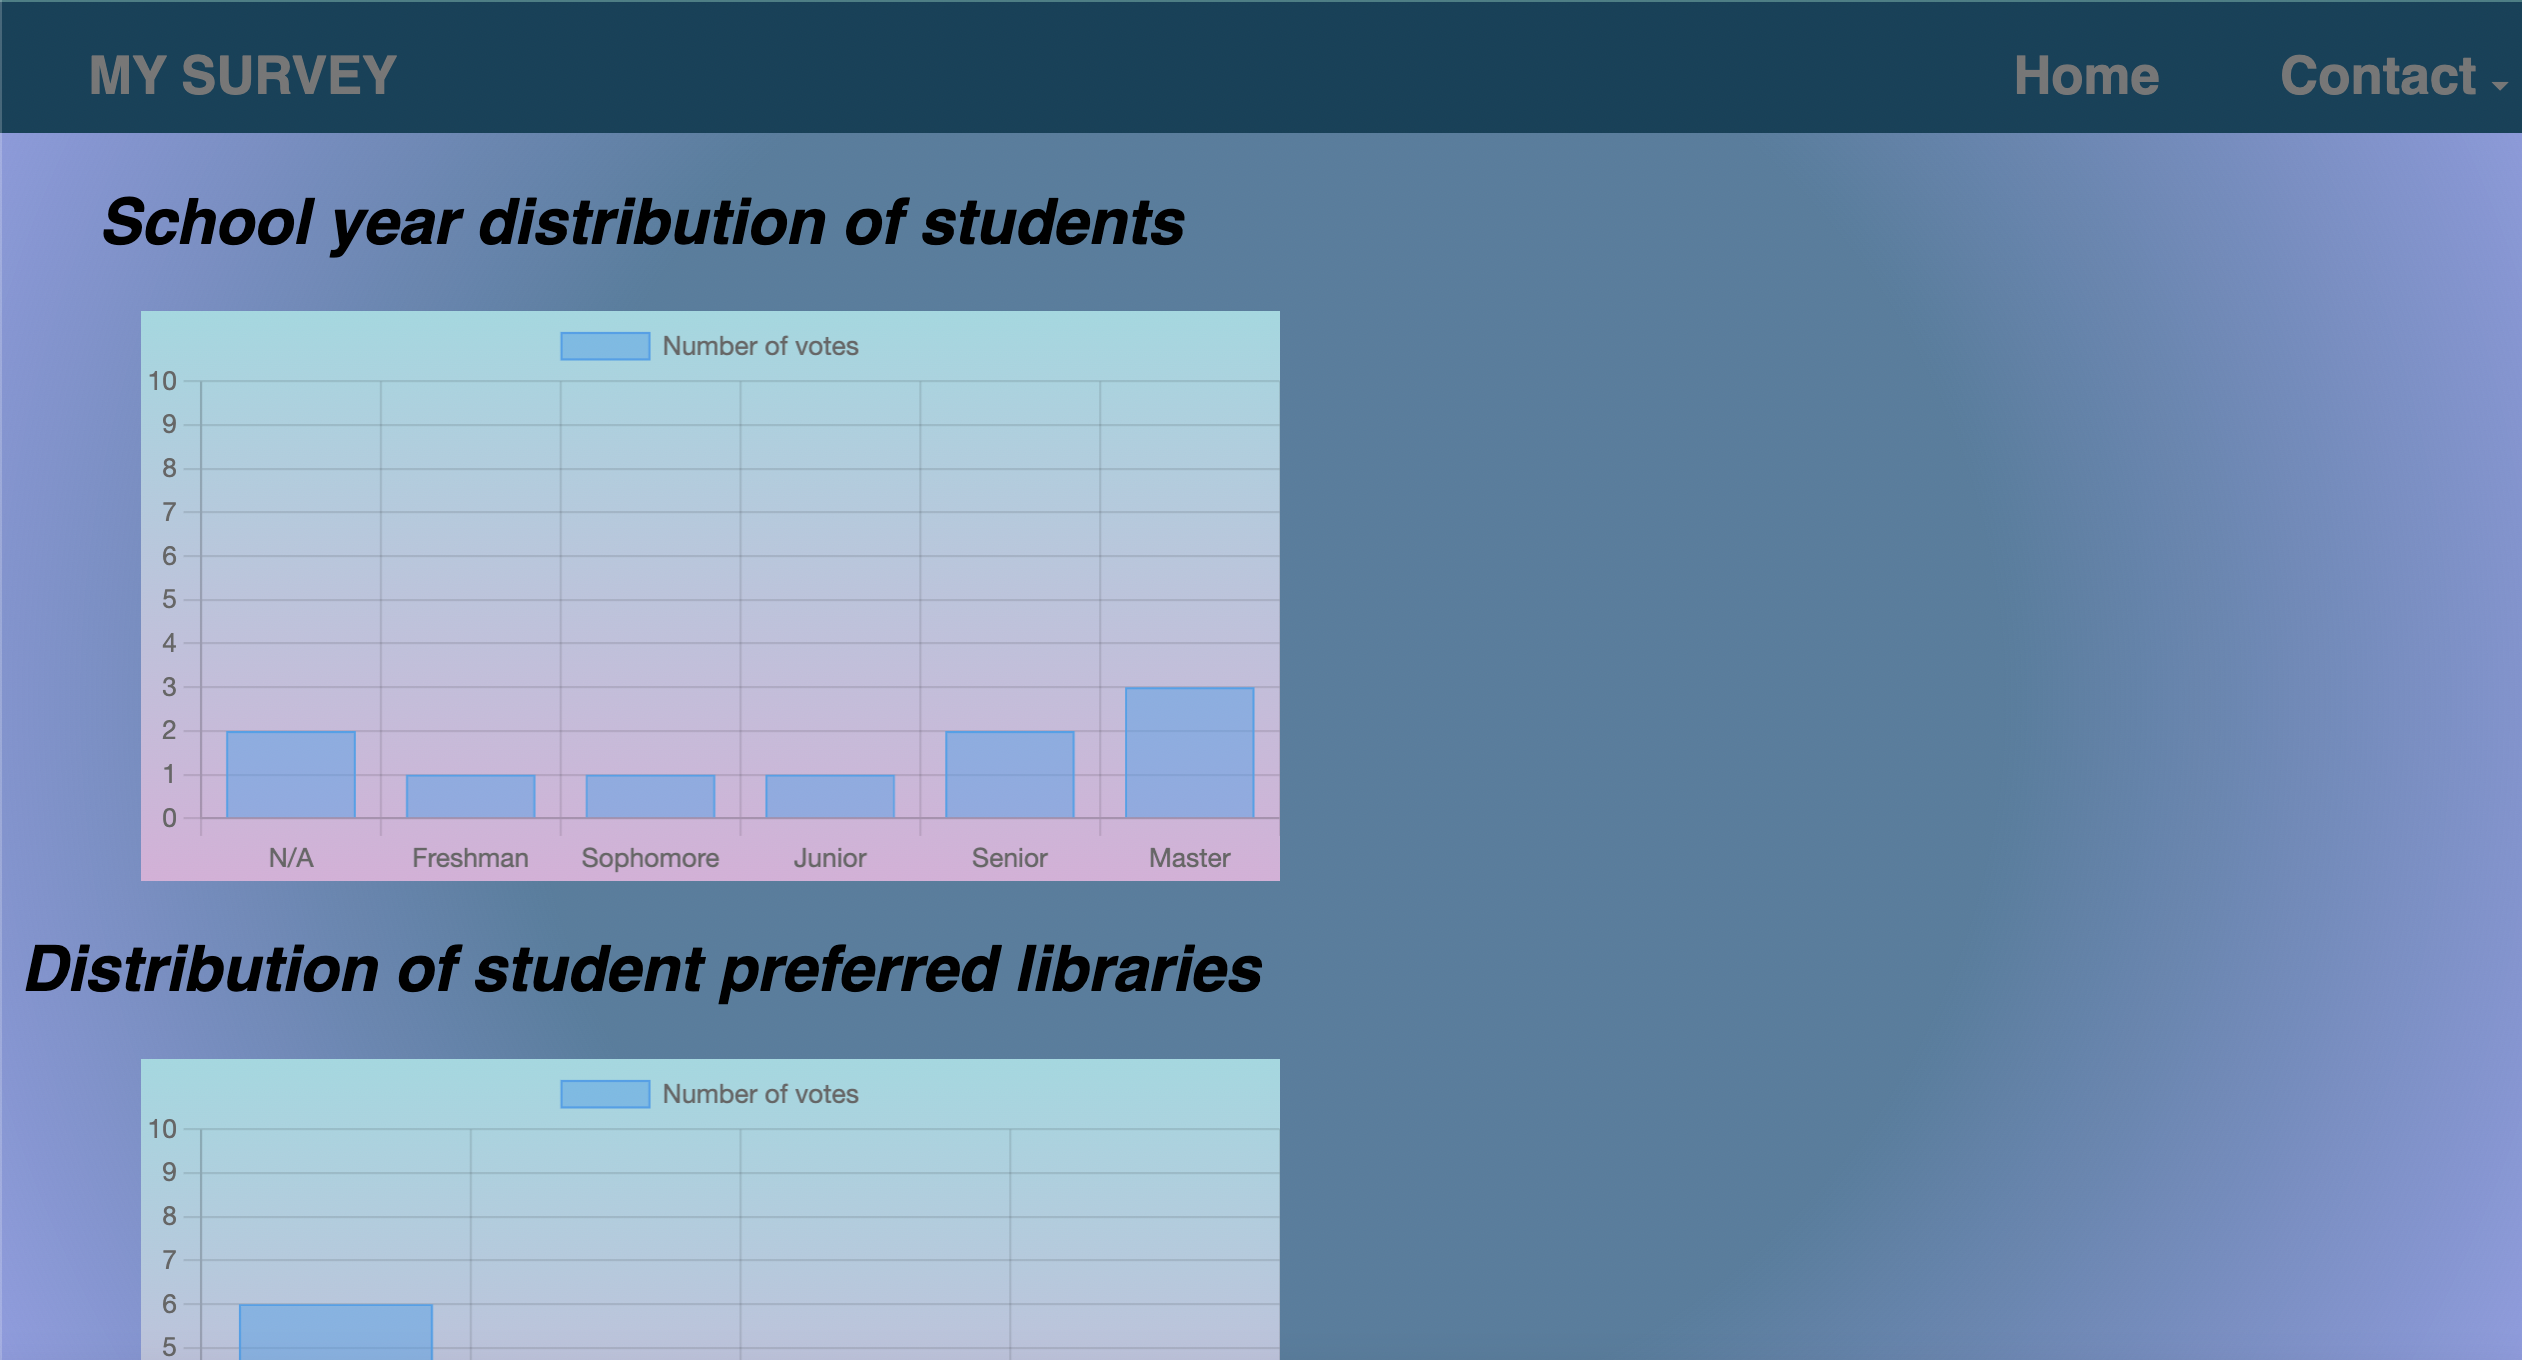 MY SURVEY Home Contact
School year distribution of students
Number of votes
10
9
8
7
6
5
4
3
2
1
0
N/A Freshman Sophomore Junior Senior Master
Distribution of student preferred libraries
Number of votes
10
9
8
7
6
5